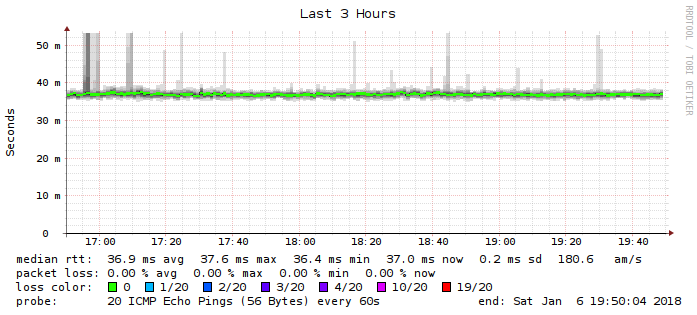 Last 3 Hours
RRDTOOL / TOBI OETIKER
Seconds
50 m
40 m
30 m
20 m
10 m
0
17:00 17:20 17:40 18:00 18:20 18:40 19:00 19:20 19:40
median rtt: 36.9 ms avg 37.6 ms max 36.4 ms min 37.0 ms now 0.2 ms sd 180.6 am/s
packet loss: 0.00 % avg 0.00 % max 0.00 % min 0.00 % now
loss color: 0 1/20 2/20 3/20 4/20 10/20 19/20
probe: 20 ICMP Echo Pings (56 Bytes) every 60s end: Sat Jan 6 19:50:04 2018